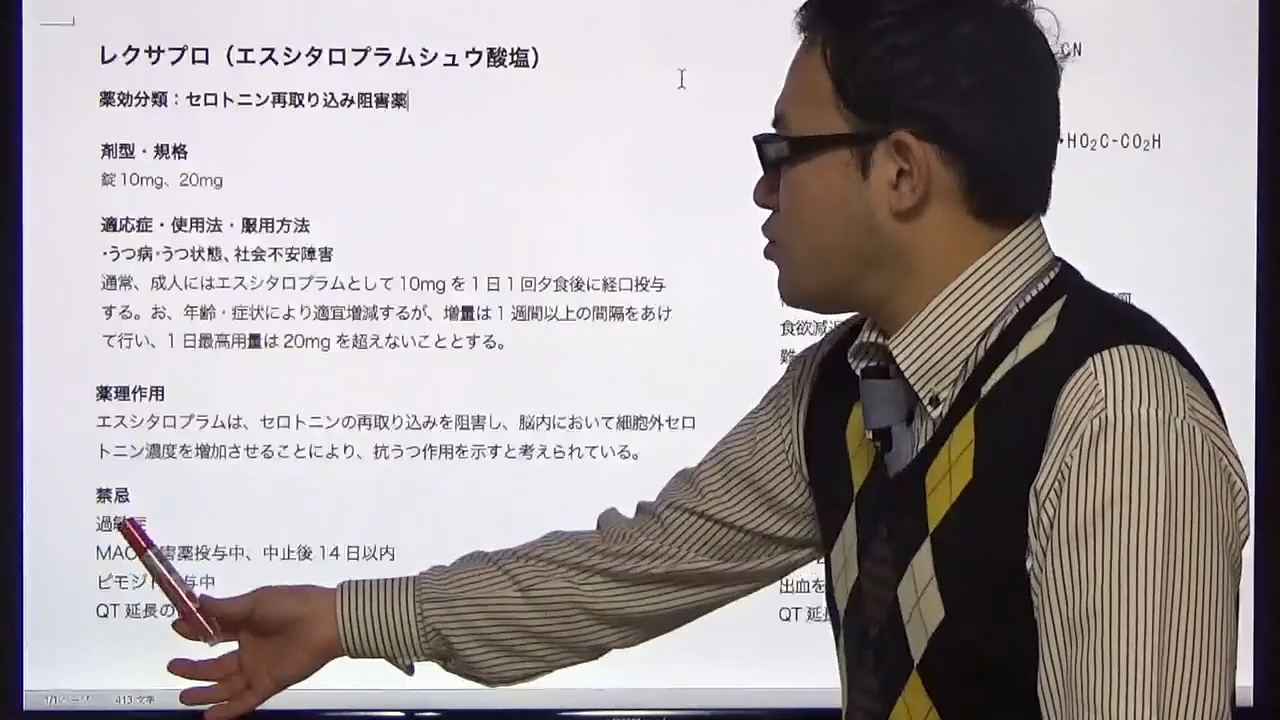 レクサプロ（エスシタロプラムシュウ酸塩）
薬効分類：セロトニン再取り込み阻害薬
剤型・規格
錠 10mg、20mg
適応症・使用法・服用方法
・うつ病・うつ状態、社会不安障害
通常、成人にはエスシタロプラムとして 10mg を 1 日 1 回夕食後に経口投与
する。お、年齢・症状により適宜増減するが、増量は 1 週間以上の間隔をあけ
て行い、1 日最高用量は 20mg を超えないこととする。
薬理作用
エスシタロプラムは、セロトニンの再取り込みを阻害し、脳内において細胞外セロ
トニン濃度を増加させることにより、抗うつ作用を示すと考えられている。
禁忌
過敏症
MAO 害薬投与中、中止後 14 日以内
ピモジ 与中
QT 延長の
413 文字
CN
HO2C-CO2H
食欲減
難
出血を
QT 延